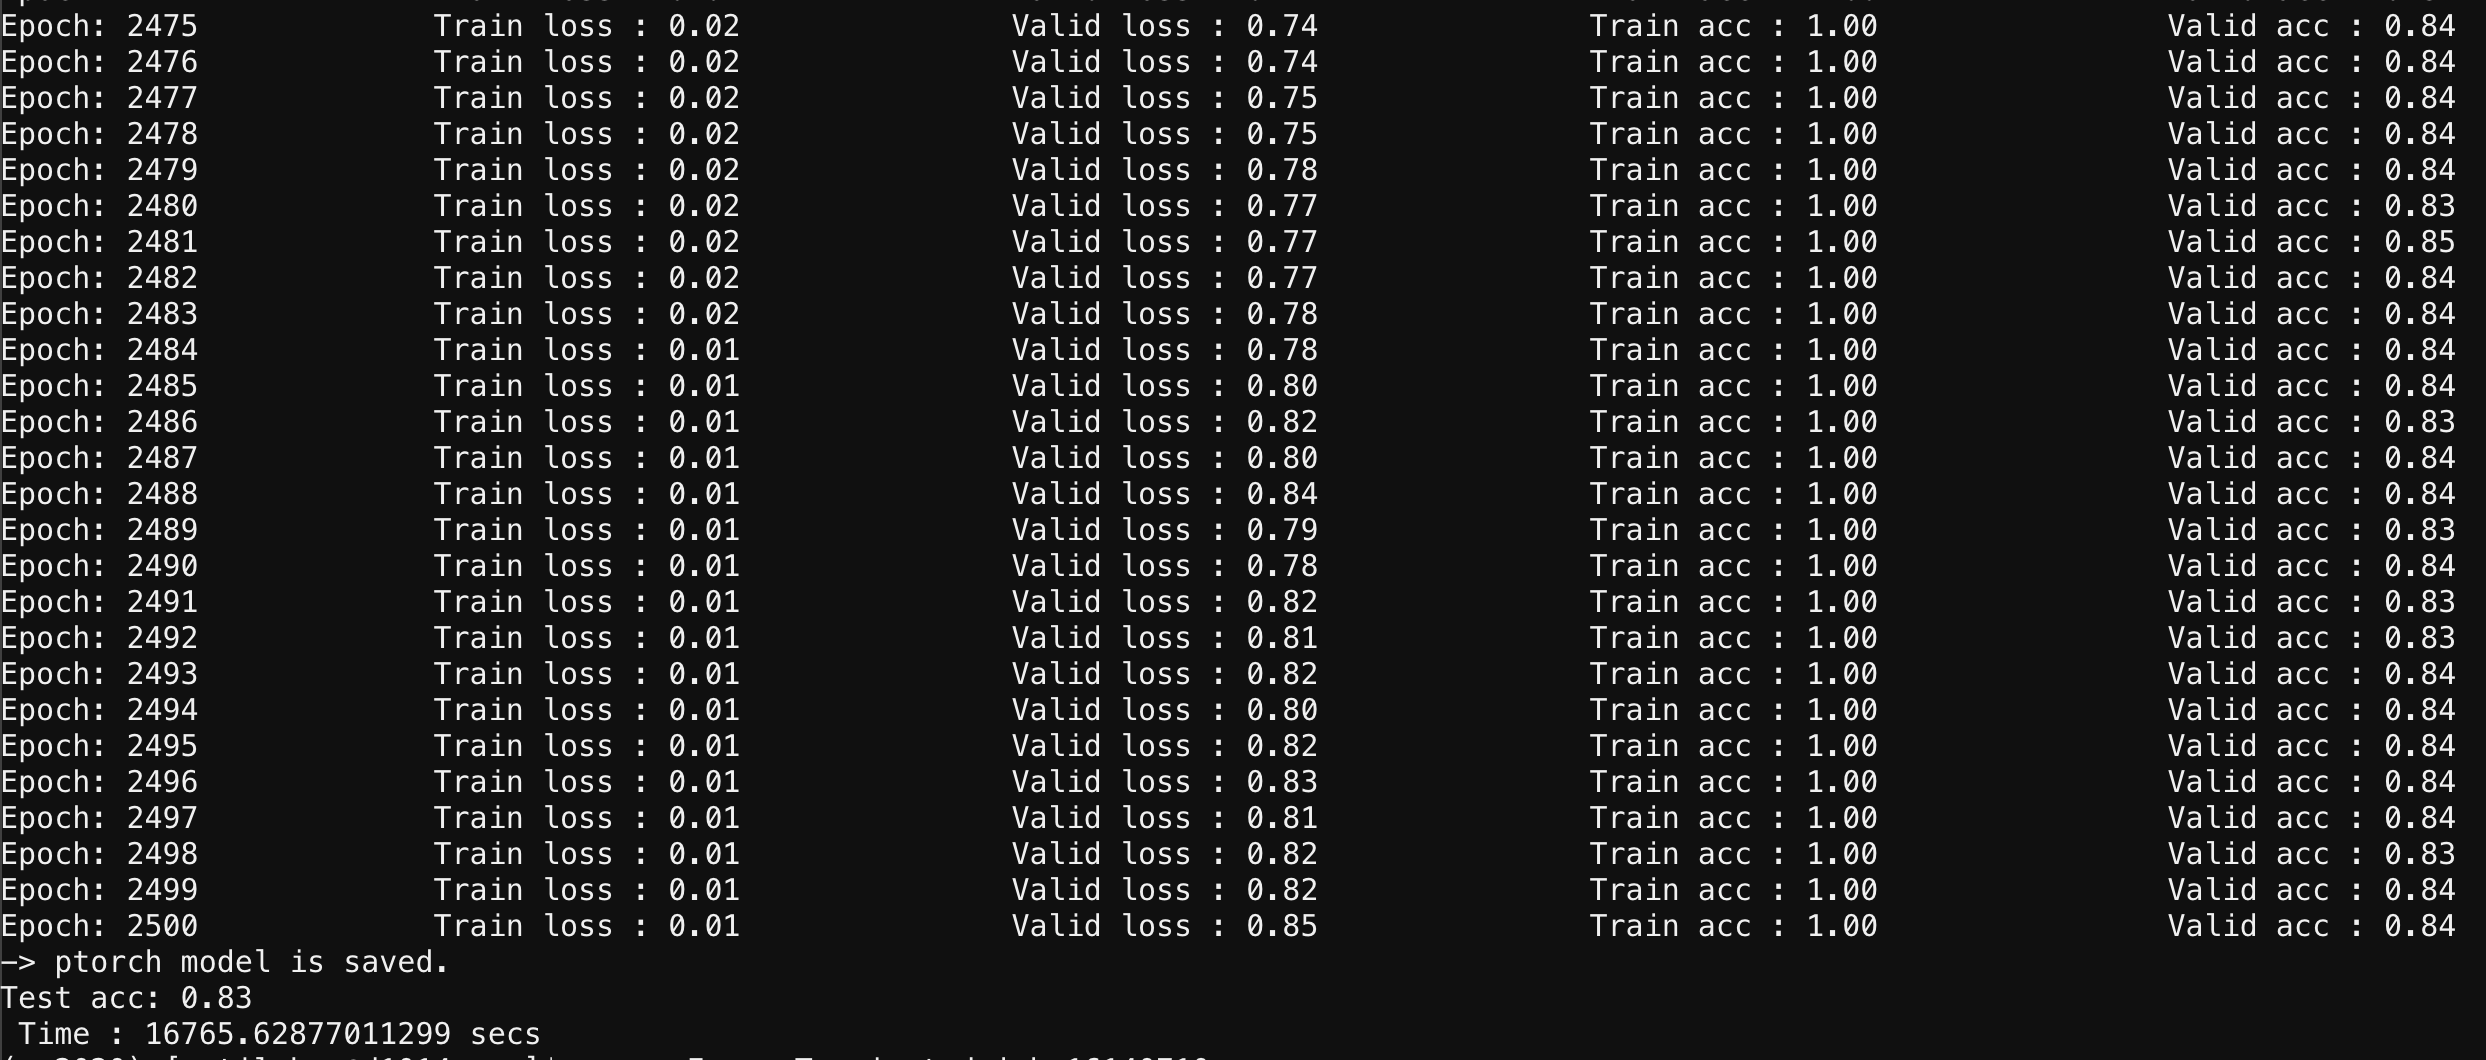 Epoch: 2475 Train loss : 0.02 Valid loss : 0.74 Train acc : 1.00 Valid acc : 0.84
Epoch: 2476 Train loss : 0.02 Valid loss : 0.74 Train acc : 1.00 Valid acc : 0.84
Epoch: 2477 Train loss : 0.02 Valid loss : 0.75 Train acc : 1.00 Valid acc : 0.84
Epoch: 2478 Train loss : 0.02 Valid loss : 0.75 Train acc : 1.00 Valid acc : 0.84
Epoch: 2479 Train loss : 0.02 Valid loss : 0.78 Train acc : 1.00 Valid acc : 0.84
Epoch: 2480 Train loss : 0.02 Valid loss : 0.77 Train acc : 1.00 Valid acc : 0.83
Epoch: 2481 Train loss : 0.02 Valid loss : 0.77 Train acc : 1.00 Valid acc : 0.85
Epoch: 2482 Train loss : 0.02 Valid loss : 0.77 Train acc : 1.00 Valid acc : 0.84
Epoch: 2483 Train loss : 0.02 Valid loss : 0.78 Train acc : 1.00 Valid acc : 0.84
Epoch: 2484 Train loss : 0.01 Valid loss : 0.78 Train acc : 1.00 Valid acc : 0.84
Epoch: 2485 Train loss : 0.01 Valid loss : 0.80 Train acc : 1.00 Valid acc : 0.84
Epoch: 2486 Train loss : 0.01 Valid loss : 0.82 Train acc : 1.00 Valid acc : 0.83
Epoch: 2487 Train loss : 0.01 Valid loss : 0.80 Train acc : 1.00 Valid acc : 0.84
Epoch: 2488 Train loss : 0.01 Valid loss : 0.84 Train acc : 1.00 Valid acc : 0.84
Epoch: 2489 Train loss : 0.01 Valid loss : 0.79 Train acc : 1.00 Valid acc : 0.83
Epoch: 2490 Train loss : 0.01 Valid loss : 0.78 Train acc : 1.00 Valid acc : 0.84
Epoch: 2491 Train loss : 0.01 Valid loss : 0.82 Train acc : 1.00 Valid acc : 0.83
Epoch: 2492 Train loss : 0.01 Valid loss : 0.81 Train acc : 1.00 Valid acc : 0.83
Epoch: 2493 Train loss : 0.01 Valid loss : 0.82 Train acc : 1.00 Valid acc : 0.84
Epoch: 2494 Train loss : 0.01 Valid loss : 0.80 Train acc : 1.00 Valid acc : 0.84
Epoch: 2495 Train loss : 0.01 Valid loss : 0.82 Train acc : 1.00 Valid acc : 0.84
Epoch: 2496 Train loss : 0.01 Valid loss : 0.83 Train acc : 1.00 Valid acc : 0.84
Epoch: 2497 Train loss : 0.01 Valid loss : 0.81 Train acc : 1.00 Valid acc : 0.84
Epoch: 2498 Train loss : 0.01 Valid loss : 0.82 Train acc : 1.00 Valid acc : 0.83
Epoch: 2499 Train loss : 0.01 Valid loss : 0.82 Train acc : 1.00 Valid acc : 0.84
Epoch: 2500 Train loss : 0.01 Valid loss : 0.85 Train acc : 1.00 Valid acc : 0.84
—> ptorch model is saved.
Test acc: 0.83
Time : 16765.62877011299 secs